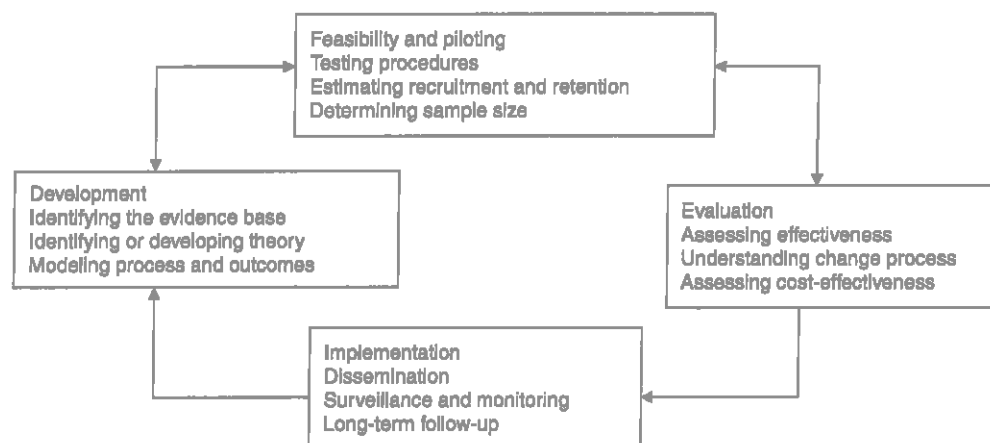 Feasibility and piloting
Testing procedures
Estimating recruitment and retention
Determining sample size
Development
Identifying the evidence base
Identifying or developing theory
Modeling process and outcomes
Evaluation
Assessing effectiveness
Understanding change process
Assessing cost-effectiveness
Implementation
Dissemination
Surveillance and monitoring
Long-term follow-up